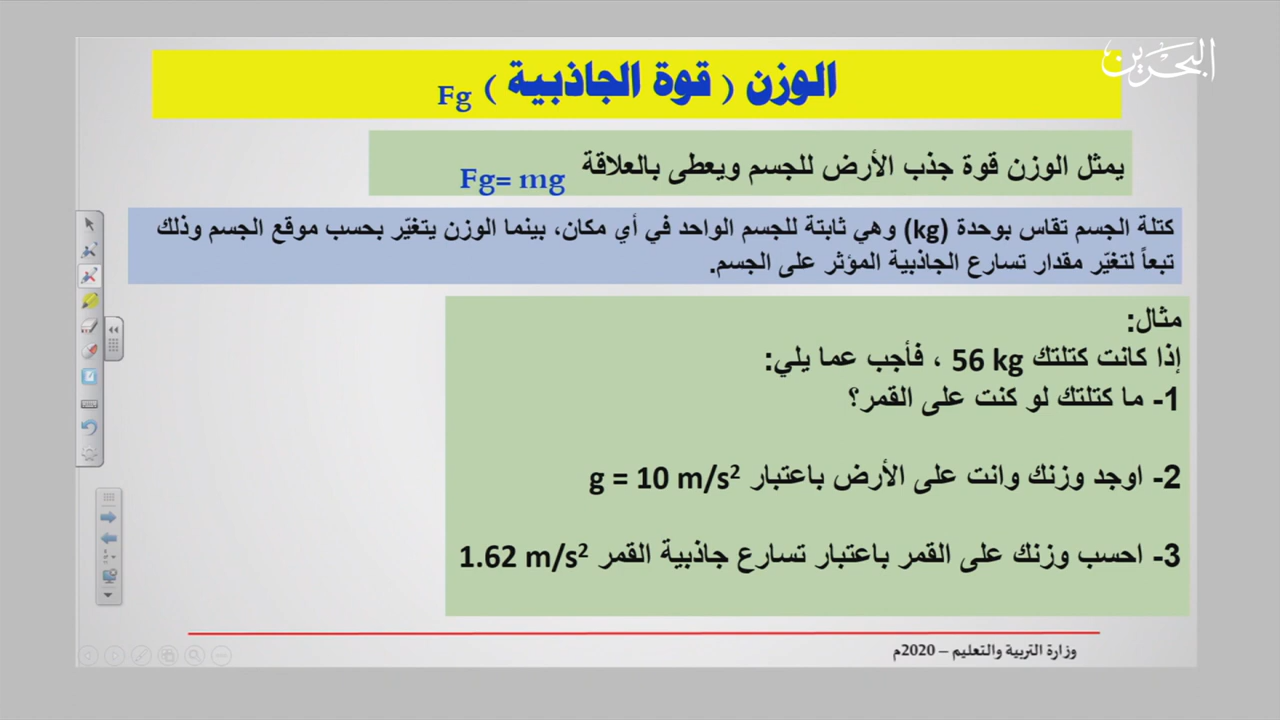 البحرين
الوزن ( قوة الجاذبية ) Fg
يمثل الوزن قوة جذب الأرض للجسم ويعطى بالعلاقة Fg= mg
كتلة الجسم تقاس بوحدة (kg) وهي ثابتة للجسم الواحد في أي مكان، بينما الوزن يتغيّر بحسب موقع الجسم وذلك
تبعاً لتغيّر مقدار تسارع الجاذبية المؤثر على الجسم.
مثال:
إذا كانت كتلتك 56 kg ، فأجب عما يلي:
1- ما كتلتك لو كنت على القمر؟
2- اوجد وزنك وانت على الأرض باعتبار g = 10 m/s²
3- احسب وزنك على القمر باعتبار تسارع جاذبية القمر 1.62 m/s²
وزارة التربية والتعليم – 2020م